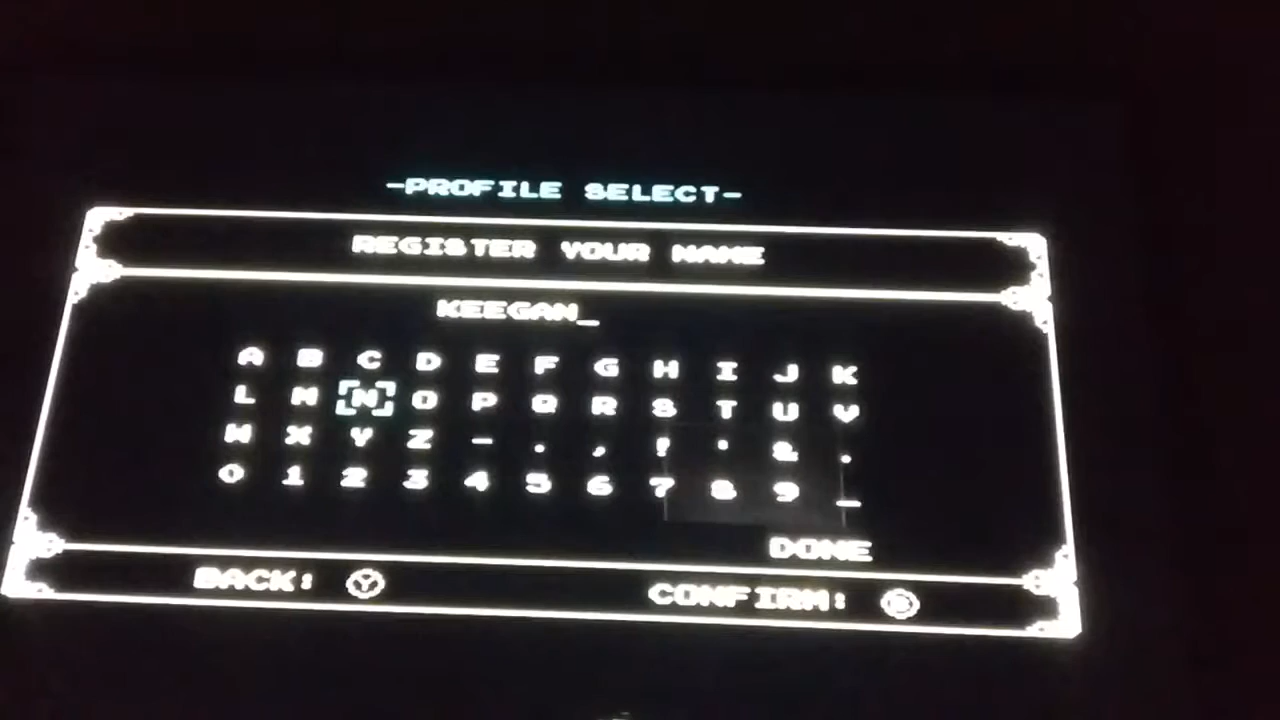 -PROFILE SELECT-
REGISTER YOUR NAME
KEEGAN_
A B C D E F G H I J K
L M N O P Q R S T U V
W X Y Z - . , ! ' & .
0 1 2 3 4 5 6 7 8 9 _
DONE
BACK: Y CONFIRM: B